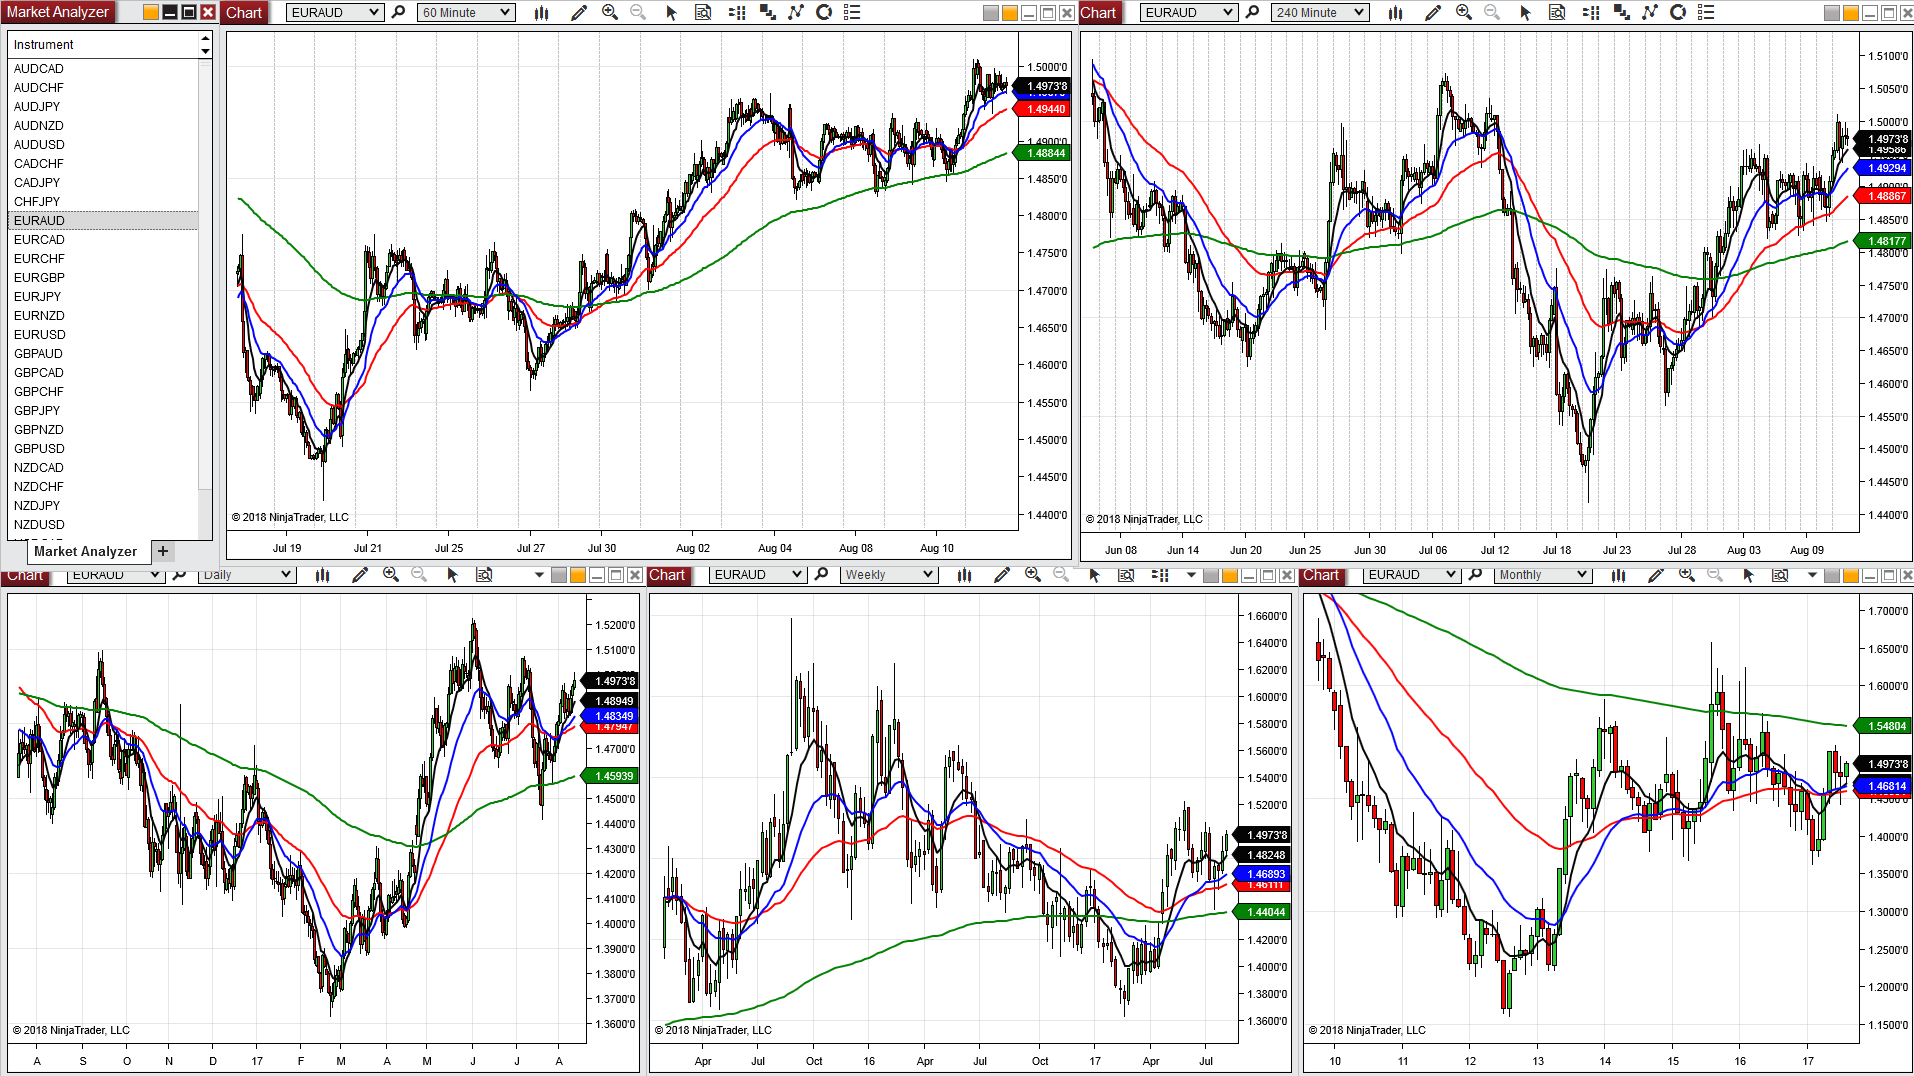 Market Analyzer
Instrument
AUDCAD
AUDCHF
AUDJPY
AUDNZD
AUDUSD
CADCHF
CADJPY
CHFJPY
EURAUD
EURCAD
EURCHF
EURGBP
EURJPY
EURNZD
EURUSD
GBPAUD
GBPCAD
GBPCHF
GBPJPY
GBPNZD
GBPUSD
NZDCAD
NZDCHF
NZDJPY
NZDUSD
Market Analyzer +
Chart EURAUD 60 Minute
1.5000'0
1.4973'8
1.49440
1.4900'0
1.48844
1.4850'0
1.4800'0
1.4750'0
1.4700'0
1.4650'0
1.4600'0
1.4550'0
1.4500'0
1.4450'0
1.4400'0
© 2018 NinjaTrader, LLC
Jul 19 Jul 21 Jul 25 Jul 27 Jul 30 Aug 02 Aug 04 Aug 08 Aug 10
Chart EURAUD 240 Minute
1.5100'0
1.5050'0
1.5000'0
1.4973'8
1.49586
1.49294
1.48867
1.4850'0
1.48177
1.4800'0
1.4750'0
1.4700'0
1.4650'0
1.4600'0
1.4550'0
1.4500'0
1.4450'0
1.4400'0
© 2018 NinjaTrader, LLC
Jun 08 Jun 14 Jun 20 Jun 25 Jun 30 Jul 06 Jul 12 Jul 18 Jul 23 Jul 28 Aug 03 Aug 09
Chart EURAUD Daily
1.5200'0
1.5100'0
1.4973'8
1.48949
1.48349
1.47947
1.4700'0
1.45939
1.4500'0
1.4400'0
1.4300'0
1.4200'0
1.4100'0
1.4000'0
1.3900'0
1.3800'0
1.3700'0
1.3600'0
© 2018 NinjaTrader, LLC
A S O N D 17 F M A M J J A
Chart EURAUD Weekly
1.6600'0
1.6400'0
1.6200'0
1.6000'0
1.5800'0
1.5600'0
1.5400'0
1.5200'0
1.4973'8
1.48248
1.46893
1.46111
1.44044
1.4200'0
1.4000'0
1.3800'0
1.3600'0
© 2018 NinjaTrader, LLC
Apr Jul Oct 16 Apr Jul Oct 17 Apr Jul
Chart EURAUD Monthly
1.7000'0
1.6500'0
1.6000'0
1.54804
1.4973'8
1.46814
1.4500'0
1.4000'0
1.3500'0
1.3000'0
1.2500'0
1.2000'0
1.1500'0
© 2018 NinjaTrader, LLC
10 11 12 13 14 15 16 17